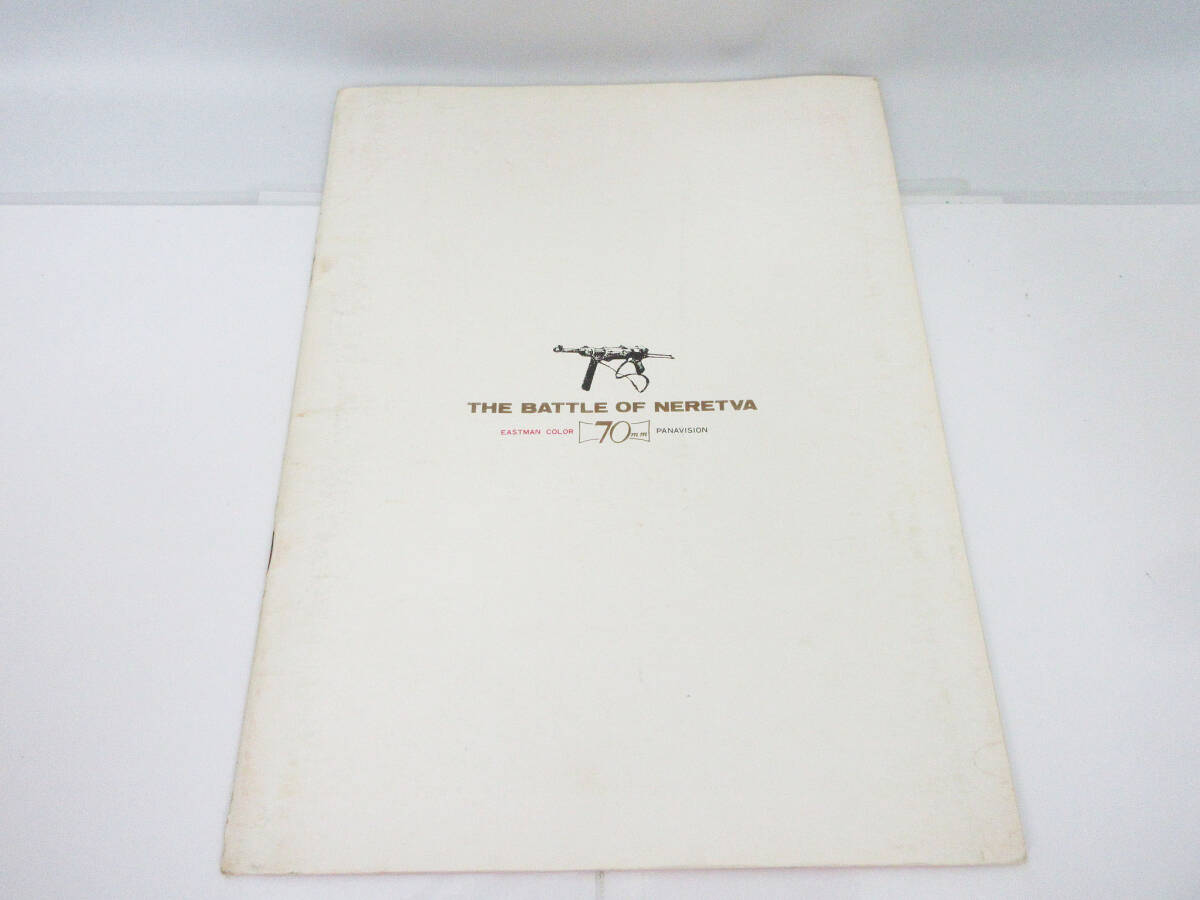 THE BATTLE OF NERETVA
EASTMAN COLOR 70mm PANAVISION